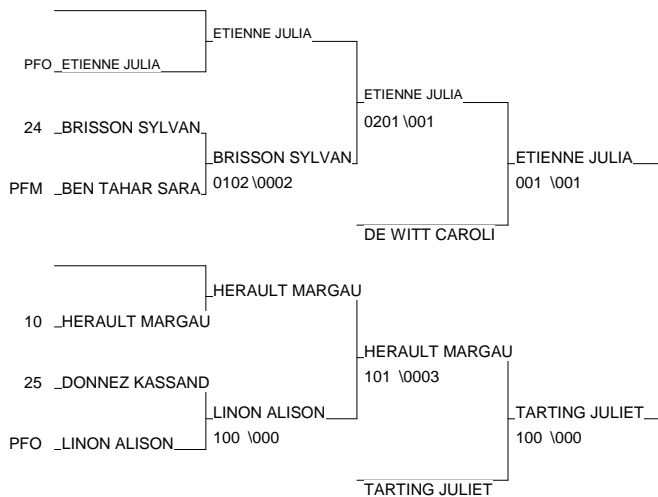 ETIENNE JULIA
PFO ETIENNE JULIA
ETIENNE JULIA
0201 \001
24 BRISSON SYLVAN
BRISSON SYLVAN
0102 \0002
ETIENNE JULIA
001 \001
PFM BEN TAHAR SARA
DE WITT CAROLI
HERAULT MARGAU
10 HERAULT MARGAU
HERAULT MARGAU
101 \0003
25 DONNEZ KASSAND
LINON ALISON
100 \000
TARTING JULIET
100 \000
PFO LINON ALISON
TARTING JULIET